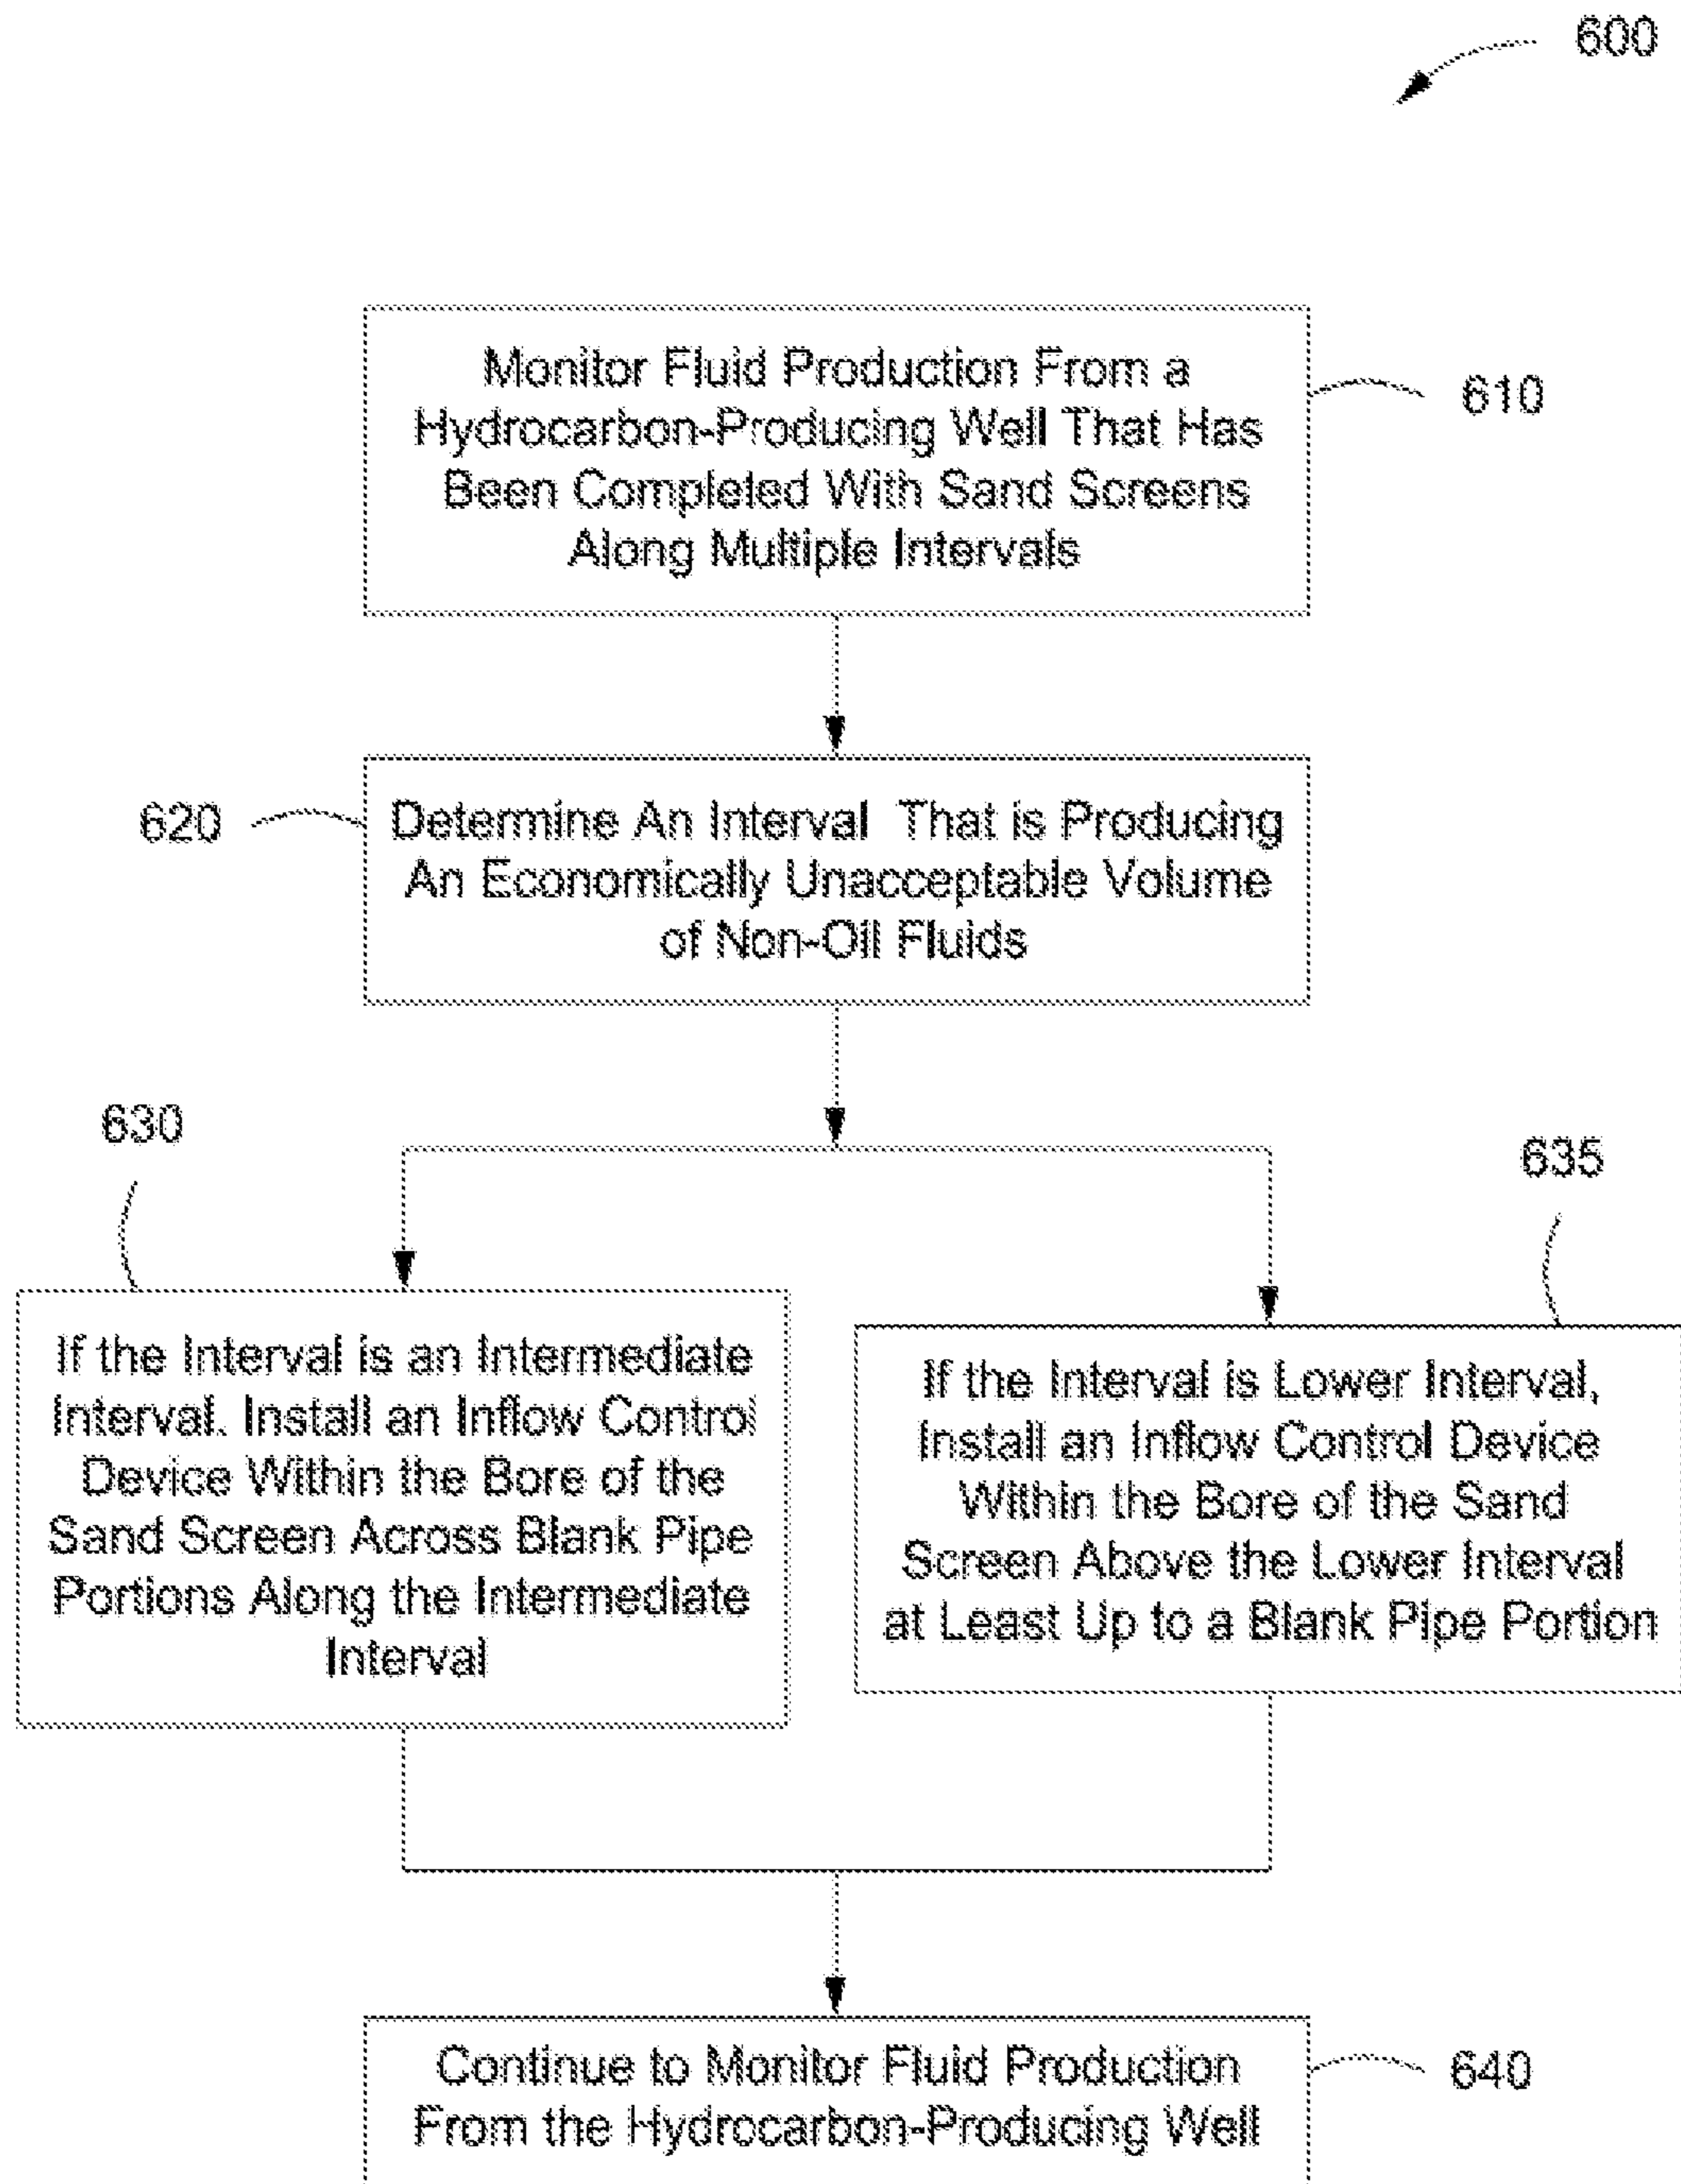 600
Monitor Fluid Production From a
Hydrocarbon-Producing Well That Has
Been Completed With Sand Screens
Along Multiple Intervals
610
620
Determine An Interval That is Producing
An Economically Unacceptable Volume
of Non-Oil Fluids
630
If the Interval is an Intermediate
Interval. Install an Inflow Control
Device Within the Bore of the
Sand Screen Across Blank Pipe
Portions Along the Intermediate
Interval
635
If the Interval is Lower Interval,
Install an Inflow Control Device
Within the Bore of the Sand
Screen Above the Lower Interval
at Least Up to a Blank Pipe Portion
Continue to Monitor Fluid Production
From the Hydrocarbon-Producing Well
640